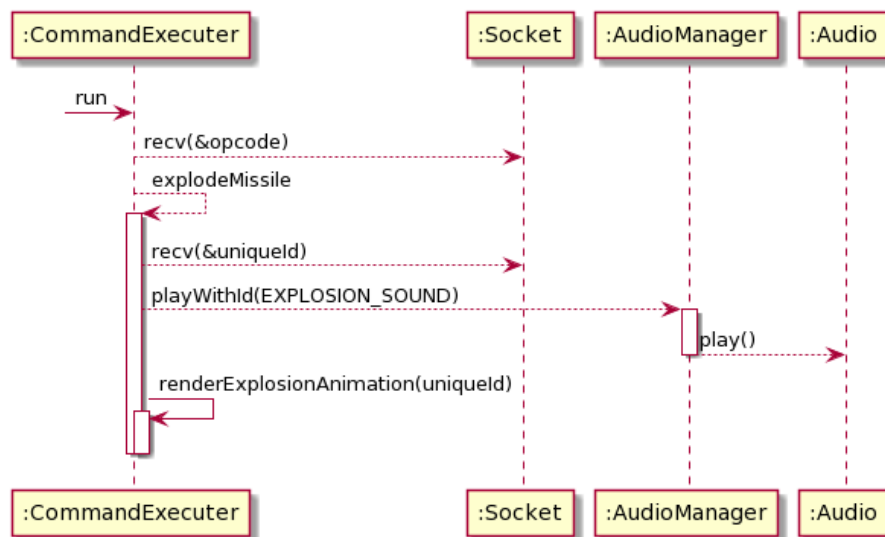 :CommandExecuter
:Socket
:AudioManager
:Audio
run
recv(&opcode)
explodeMissile
recv(&uniqueId)
playWithId(EXPLOSION_SOUND)
play()
renderExplosionAnimation(uniqueId)
:CommandExecuter
:Socket
:AudioManager
:Audio